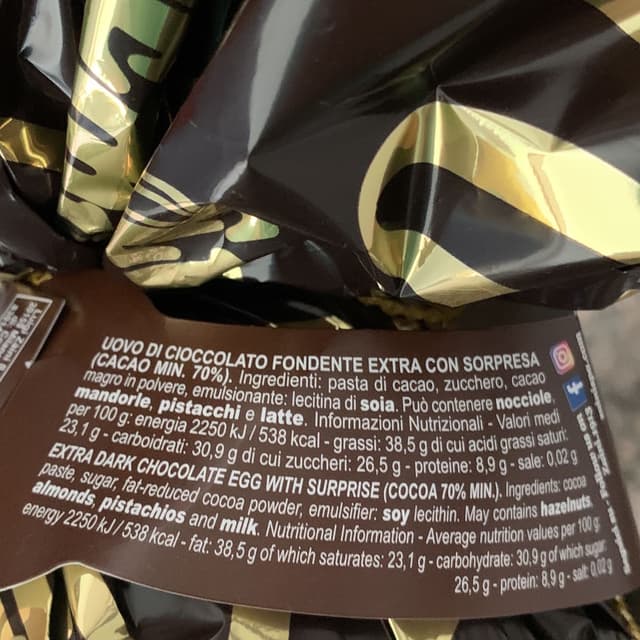 UOVO DI CIOCCOLATO FONDENTE EXTRA CON SORPRESA
(CACAO MIN. 70%). Ingredienti: pasta di cacao, zucchero, cacao
magro in polvere, emulsionante: lecitina di soia. Può contenere nocciole,
mandorle, pistacchi e latte. Informazioni Nutrizionali - Valori medi
per 100 g: energia 2250 kJ / 538 kcal - grassi: 38,5 g di cui acidi grassi saturi:
23,1 g - carboidrati: 30,9 g di cui zuccheri: 26,5 g - proteine: 8,9 g - sale: 0,02 g
EXTRA DARK CHOCOLATE EGG WITH SURPRISE (COCOA 70% MIN.). Ingredients: cocoa
paste, sugar, fat-reduced cocoa powder, emulsifier: soy lecithin. May contains hazelnuts,
almonds, pistachios and milk. Nutritional Information - Average nutrition values per 100 g:
energy 2250 kJ / 538 kcal - fat: 38,5 g of which saturates: 23,1 g - carbohydrate: 30,9 g of which sugar:
26,5 g - protein: 8,9 g - salt: 0,02 g